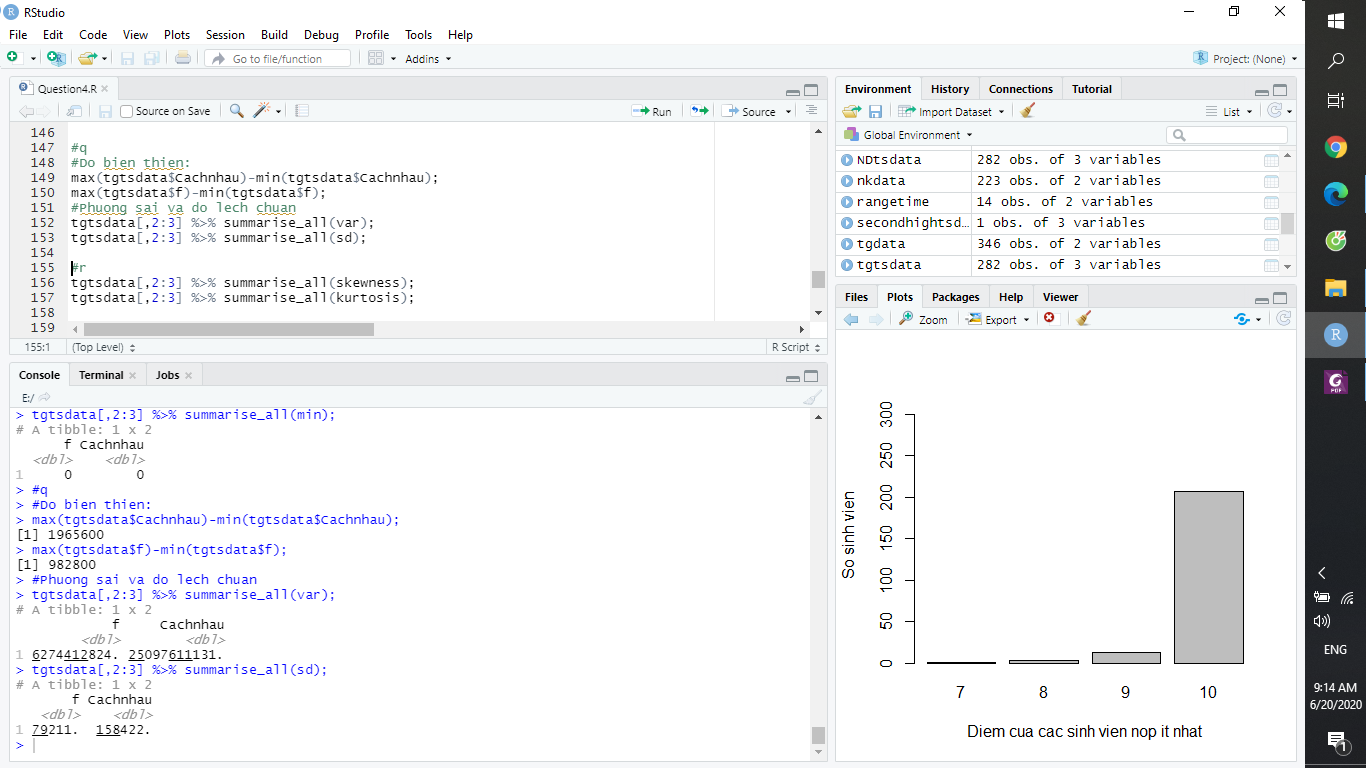 RStudio
File Edit Code View Plots Session Build Debug Profile Tools Help
Go to file/function Addins Project: (None)
Question4.R
Source on Save Run Source
146
147 #q
148 #Do bien thien:
149 max(tgtsdata$Cachnhau)-min(tgtsdata$Cachnhau);
150 max(tgtsdata$f)-min(tgtsdata$f);
151 #Phuong sai va do lech chuan
152 tgtsdata[,2:3] %>% summarise_all(var);
153 tgtsdata[,2:3] %>% summarise_all(sd);
154
155 #r
156 tgtsdata[,2:3] %>% summarise_all(skewness);
157 tgtsdata[,2:3] %>% summarise_all(kurtosis);
158
159
155:1 (Top Level) R Script
Console Terminal Jobs
E:/
> tgtsdata[,2:3] %>% summarise_all(min);
# A tibble: 1 x 2
f Cachnhau
<dbl> <dbl>
1 0 0
> #q
> #Do bien thien:
> max(tgtsdata$Cachnhau)-min(tgtsdata$Cachnhau);
[1] 1965600
> max(tgtsdata$f)-min(tgtsdata$f);
[1] 982800
> #Phuong sai va do lech chuan
> tgtsdata[,2:3] %>% summarise_all(var);
# A tibble: 1 x 2
f Cachnhau
<dbl> <dbl>
1 6274412824. 25097611131.
> tgtsdata[,2:3] %>% summarise_all(sd);
# A tibble: 1 x 2
f Cachnhau
<dbl> <dbl>
1 79211. 158422.
>
Environment History Connections Tutorial
Import Dataset List
Global Environment
NDtsdata 282 obs. of 3 variables
nkdata 223 obs. of 2 variables
rangetime 14 obs. of 2 variables
secondhightsd… 1 obs. of 3 variables
tgdata 346 obs. of 2 variables
tgtsdata 282 obs. of 3 variables
Files Plots Packages Help Viewer
Zoom Export
So sinh vien
300
250
200
150
100
50
0
7 8 9 10
Diem cua cac sinh vien nop it nhat
R
PDF
ENG
9:14 AM
6/20/2020
1